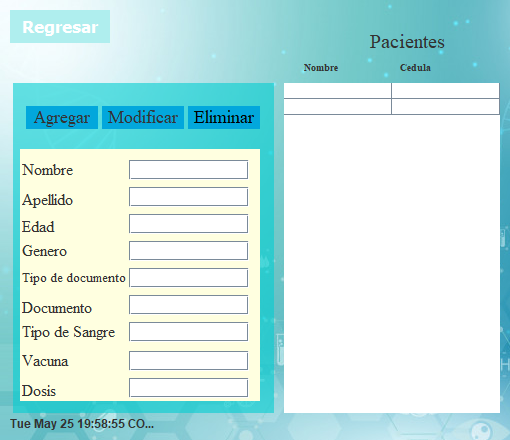 Regresar
Pacientes
Nombre Cedula
Agregar Modificar Eliminar
Nombre
Apellido
Edad
Genero
Tipo de documento
Documento
Tipo de Sangre
Vacuna
Dosis
Tue May 25 19:58:55 CO...